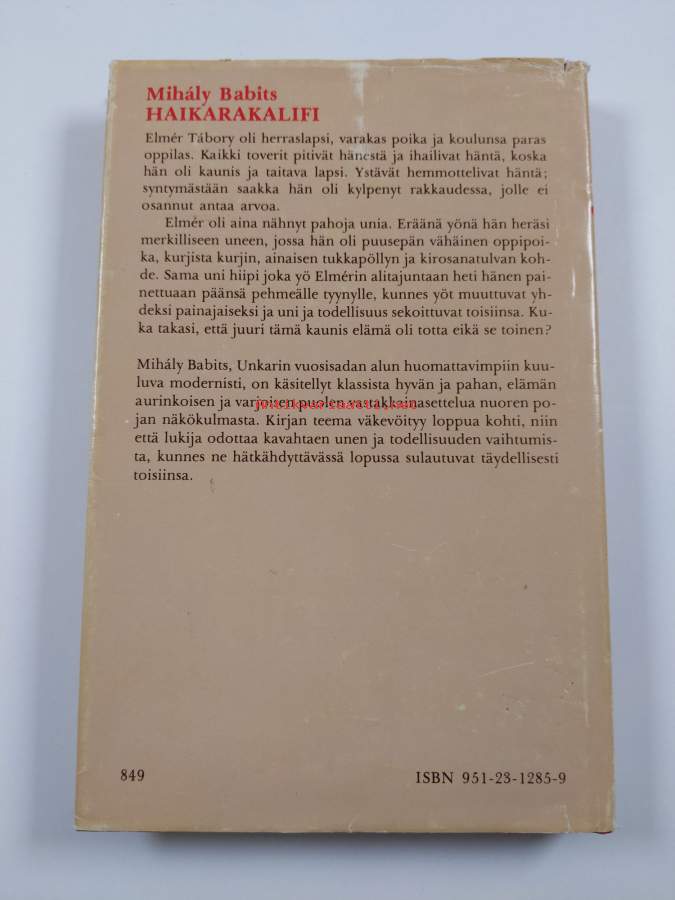 Mihály Babits
HAIKARAKALIFI
Elmér Tábory oli herraslapsi, varakas poika ja koulunsa paras
oppilas. Kaikki toverit pitivät hänestä ja ihailivat häntä, koska
hän oli kaunis ja taitava lapsi. Ystävät hemmottelivat häntä;
syntymästään saakka hän oli kylpenyt rakkaudessa, jolle ei
osannut antaa arvoa.
Elmér oli aina nähnyt pahoja unia. Eräänä yönä hän heräsi
merkilliseen uneen, jossa hän oli puusepän vähäinen oppipoi-
ka, kurjista kurjin, ainaisen tukkapöllyn ja kirosanatulvan koh-
de. Sama uni hiipi joka yö Elmérin alitajuntaan heti hänen pai-
nettuaan päänsä pehmeälle tyynylle, kunnes yöt muuttuvat yh-
deksi painajaiseksi ja uni ja todellisuus sekoittuvat toisiinsa. Ku-
ka takasi, että juuri tämä kaunis elämä oli totta eikä se toinen?
Mihály Babits, Unkarin vuosisadan alun huomattavimpiin kuu-
luva modernisti, on käsitellyt klassista hyvän ja pahan, elämän
aurinkoisen ja varjoisen puolen vastakkainasettelua nuoren po-
jan näkökulmasta. Kirjan teema väkevöityy loppua kohti, niin
että lukija odottaa kavahtaen unen ja todellisuuden vaihtumis-
ta, kunnes ne hätkähdyttävässä lopussa sulautuvat täydellisesti
toisiinsa.
849 ISBN 951-23-1285-9